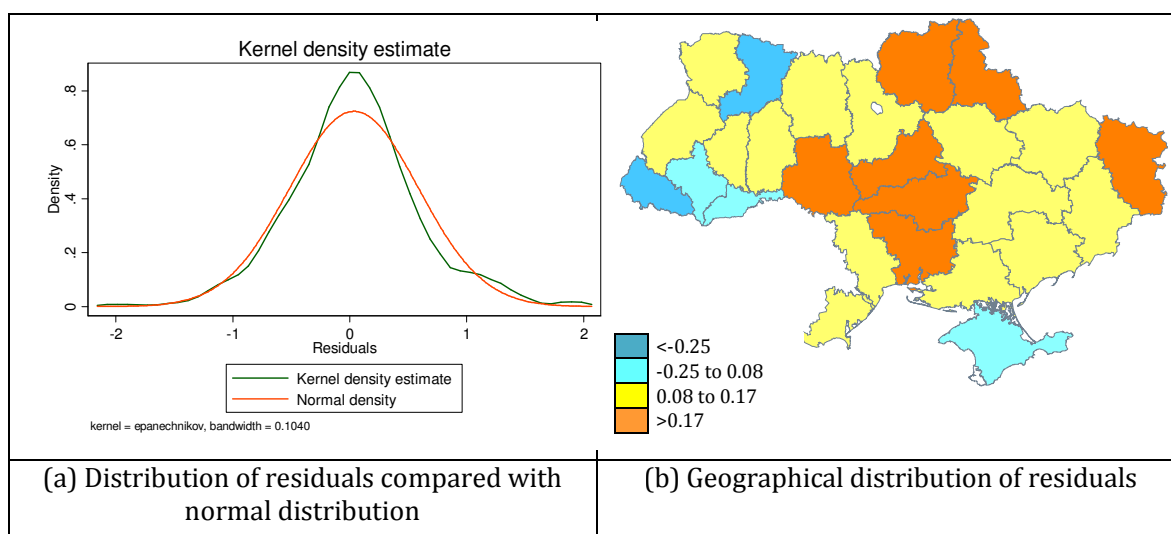 Kernel density estimate
.8
.6
.4
.2
0
Density
-2
-1
0
1
2
Residuals
Kernel density estimate
Normal density
kernel = epanechnikov, bandwidth = 0.1040
<-0.25
-0.25 to 0.08
0.08 to 0.17
>0.17
(a) Distribution of residuals compared with
normal distribution
(b) Geographical distribution of residuals